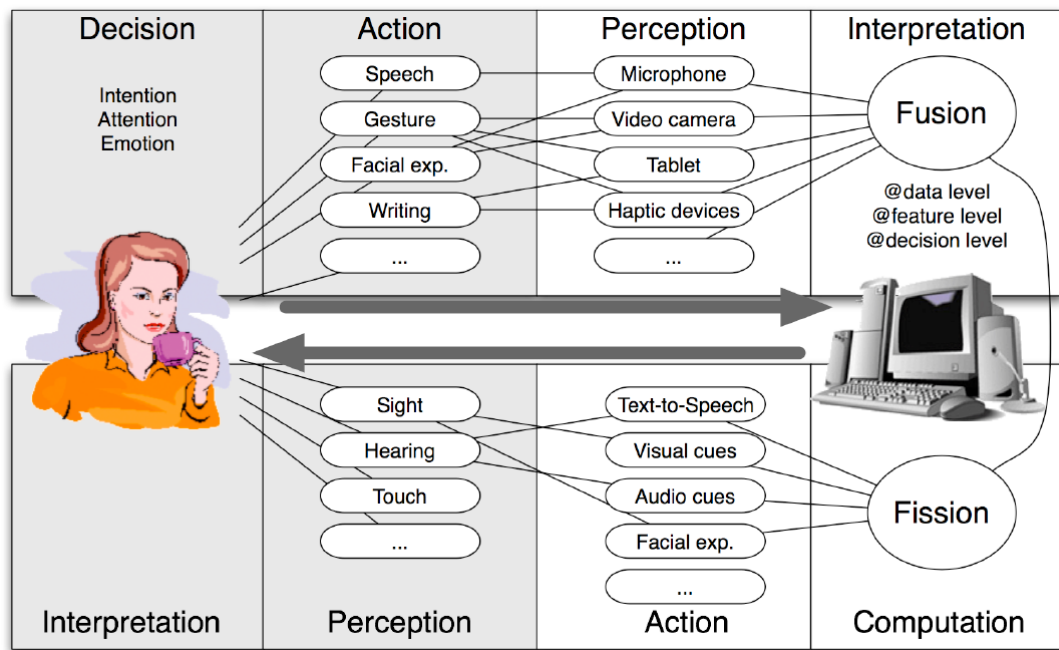 Decision
Action
Perception
Interpretation
Intention
Attention
Emotion
Speech
Gesture
Facial exp.
Writing
...
Microphone
Video camera
Tablet
Haptic devices
...
Fusion
@data level
@feature level
@decision level
Sight
Hearing
Touch
...
Text-to-Speech
Visual cues
Audio cues
Facial exp.
...
Fission
Interpretation
Perception
Action
Computation